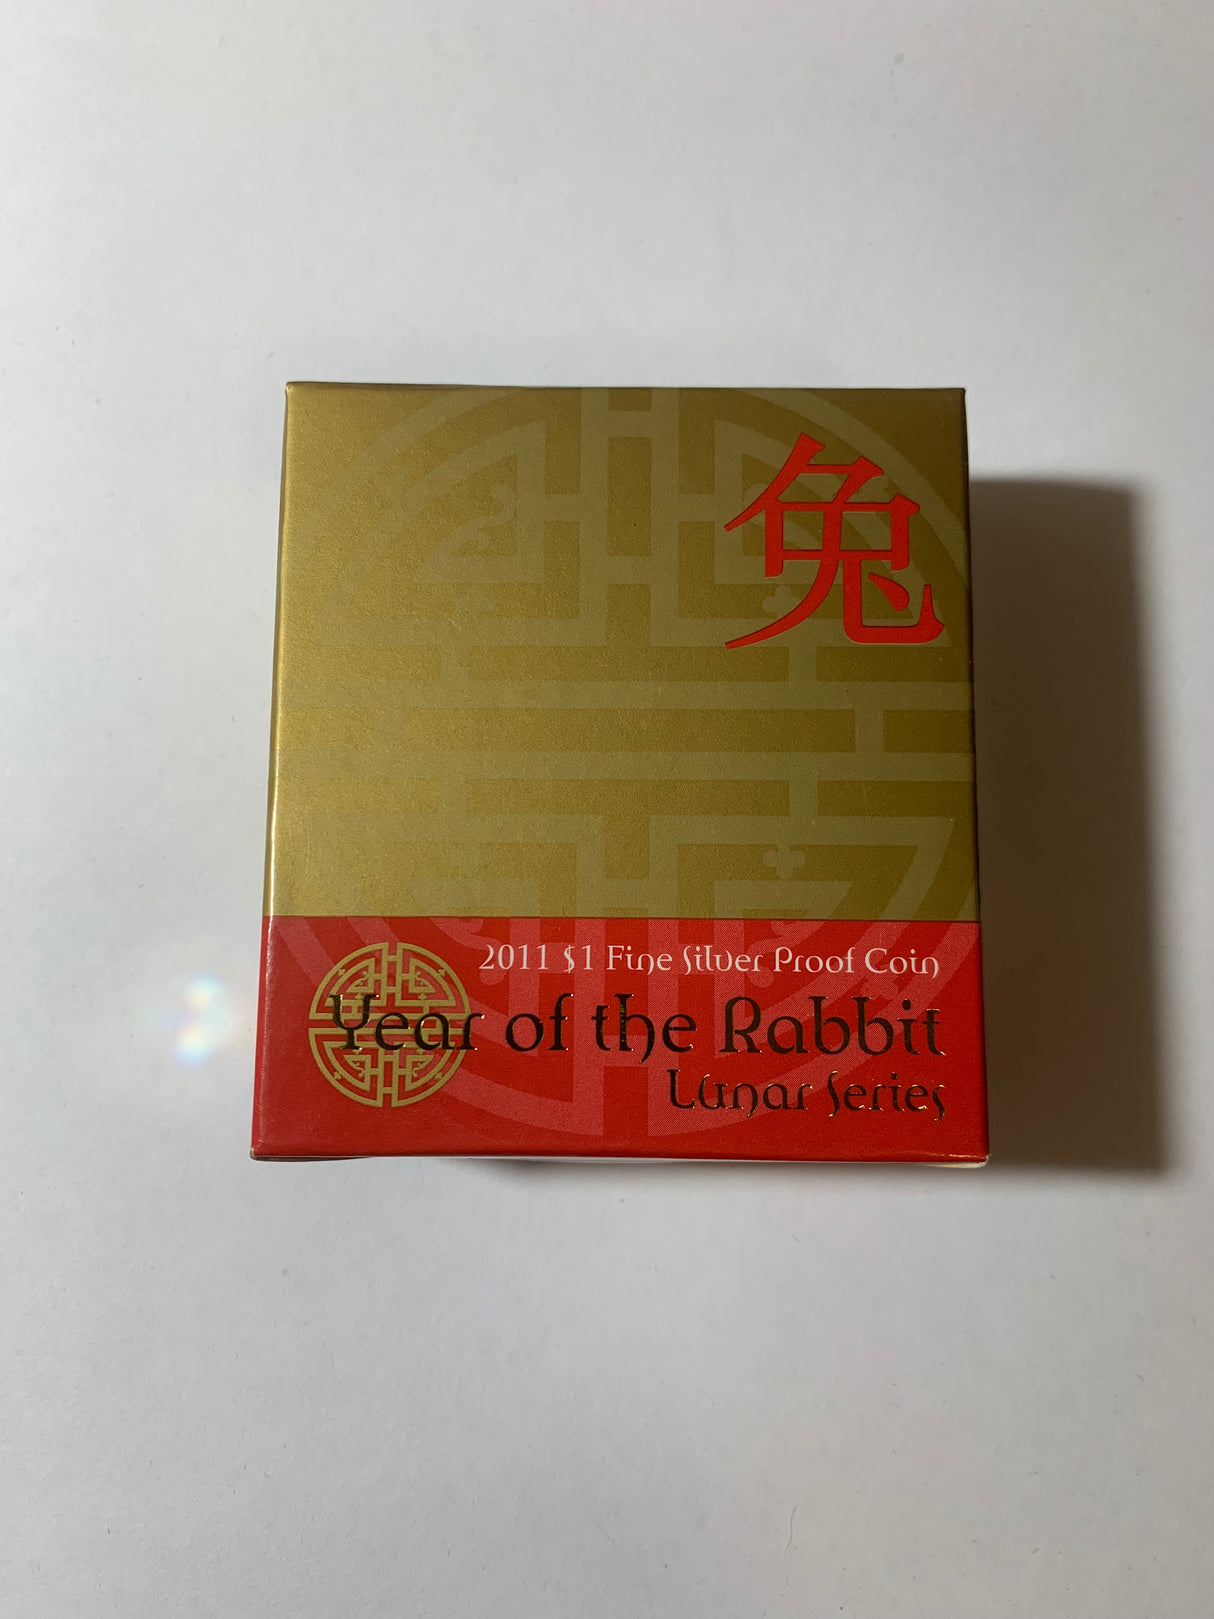 兔
2011 $1 Fine Silver Proof Coin
Year of the Rabbit
Lunar Series